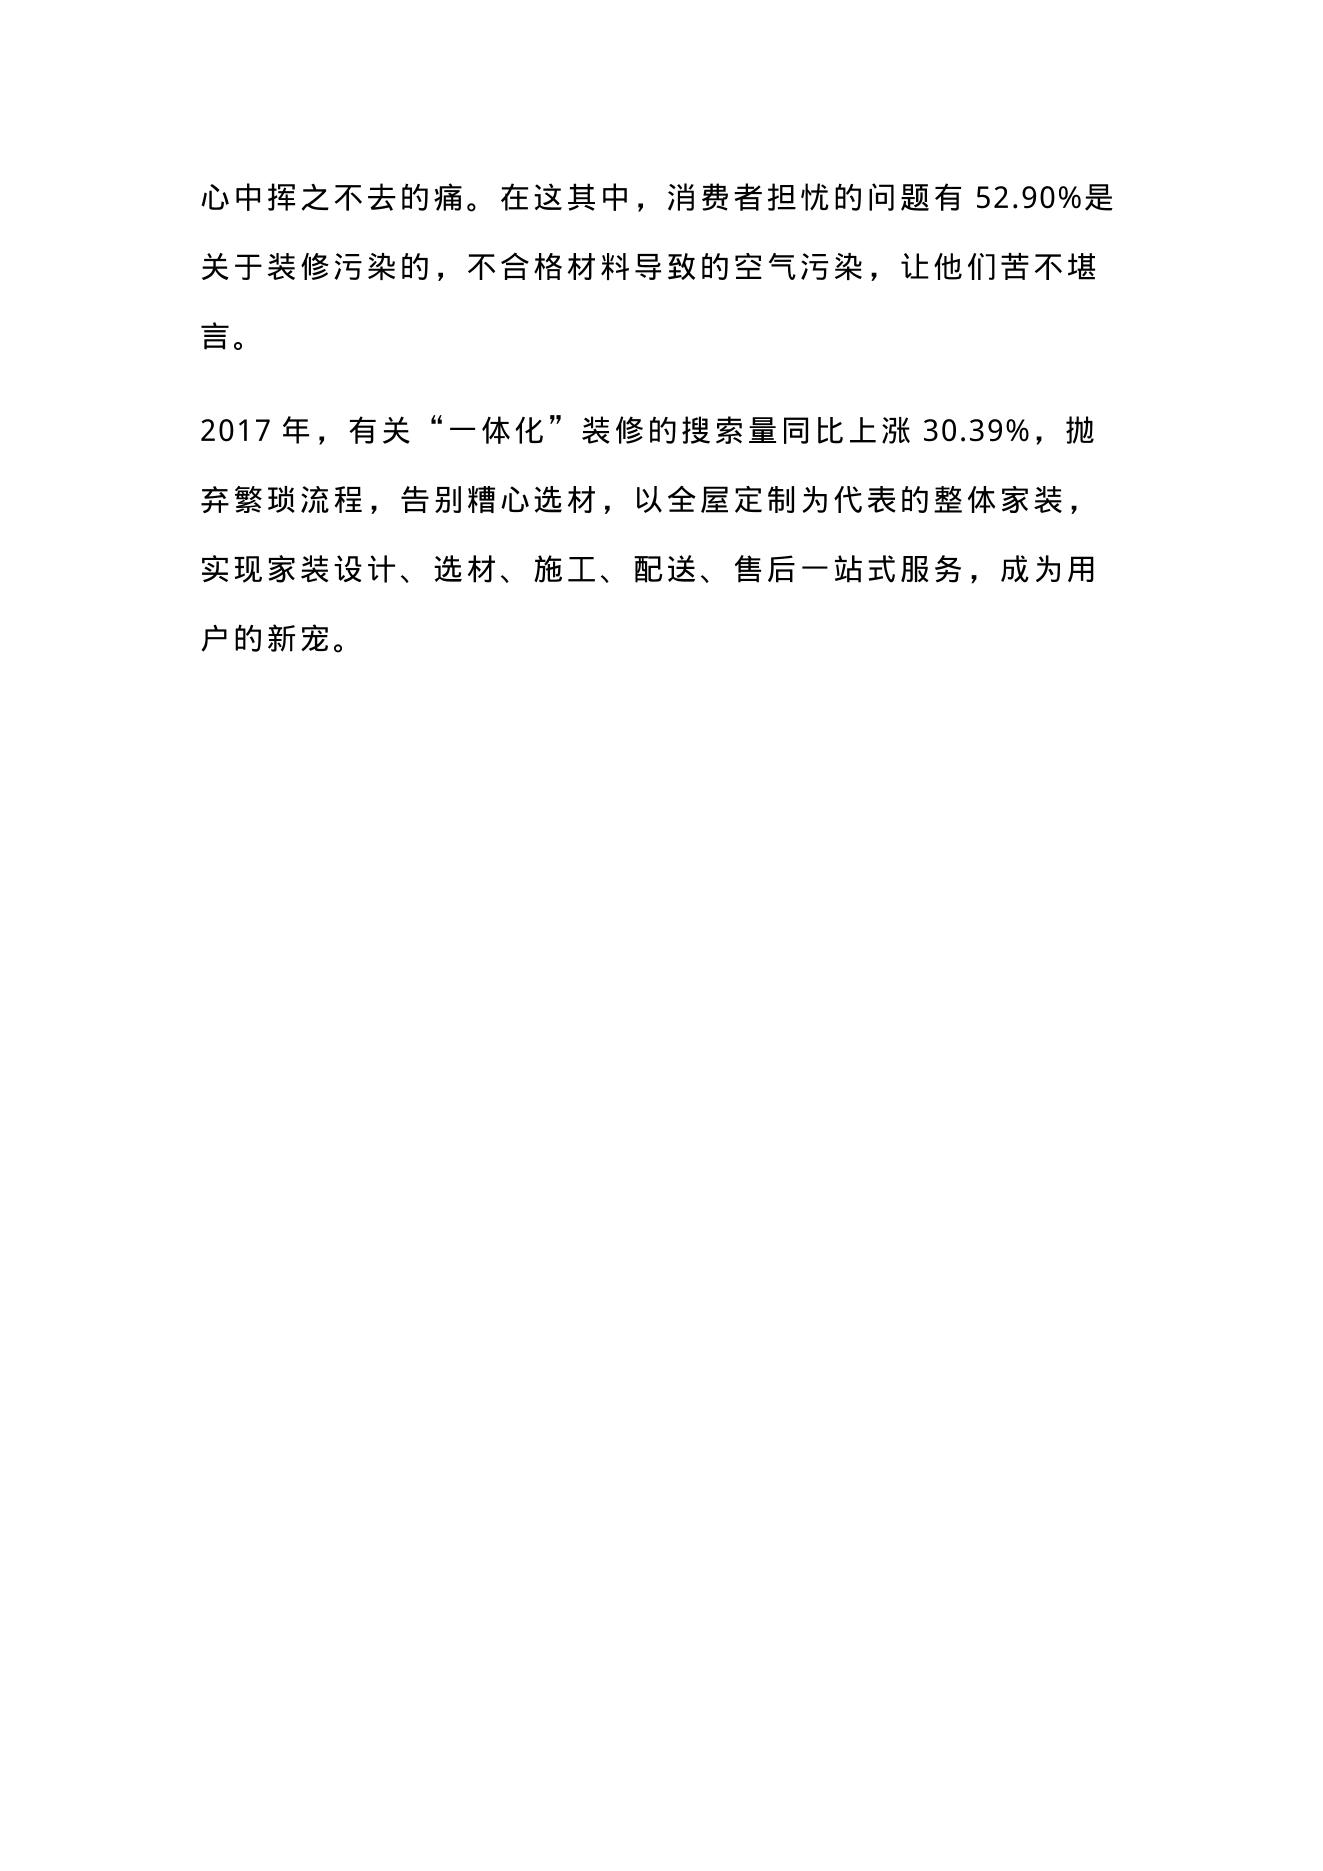 心中挥之不去的痛。在这其中，消费者担忧的问题有 52.90%是
关于装修污染的，不合格材料导致的空气污染，让他们苦不堪
言。
2017 年，有关“一体化”装修的搜索量同比上涨 30.39%，抛
弃繁琐流程，告别糟心选材，以全屋定制为代表的整体家装，
实现家装设计、选材、施工、配送、售后一站式服务，成为用
户的新宠。